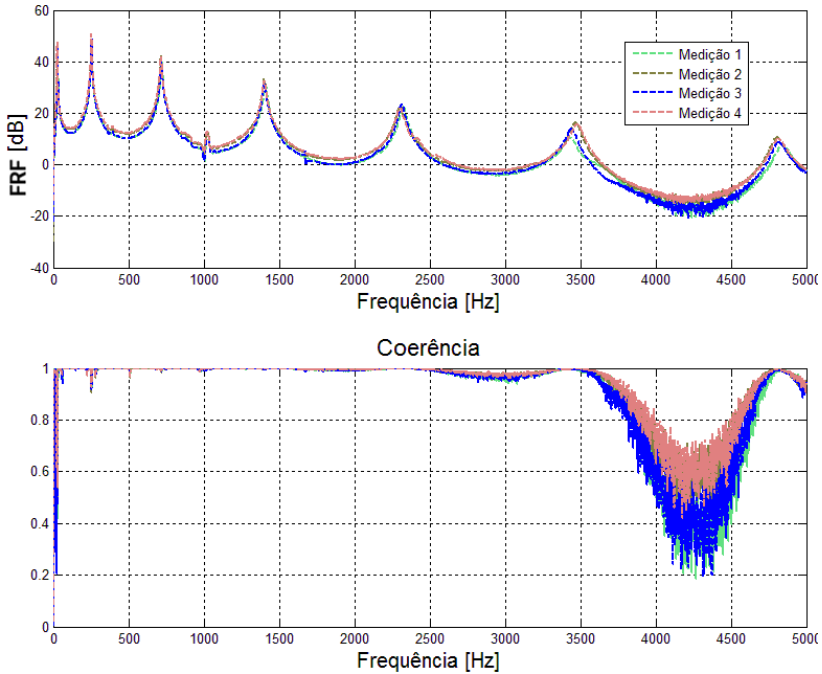 60
40
20
0
-20
-40
FRF [dB]
Medição 1
Medição 2
Medição 3
Medição 4
0 500 1000 1500 2000 2500 3000 3500 4000 4500 5000
Frequência [Hz]
Coerência
1
0.8
0.6
0.4
0.2
0
0 500 1000 1500 2000 2500 3000 3500 4000 4500 5000
Frequência [Hz]